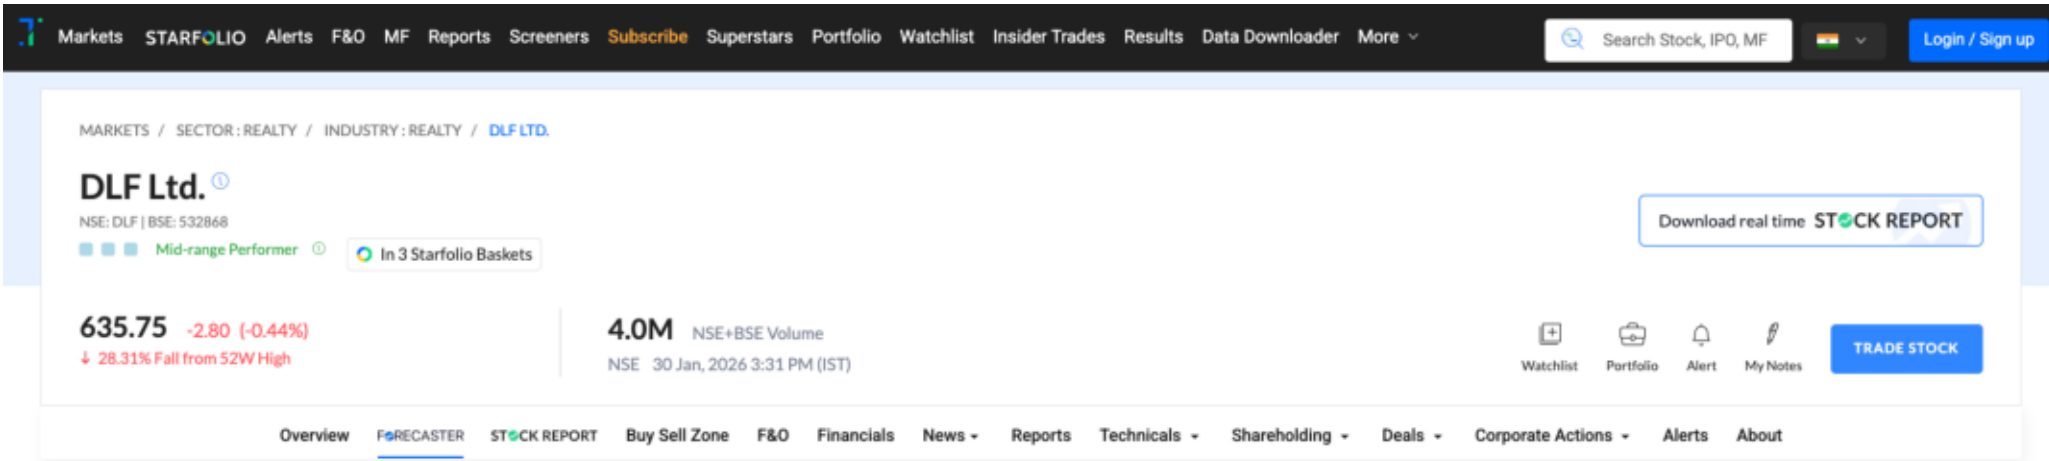 Markets STARFOLIO Alerts F&O MF Reports Screeners Subscribe Superstars Portfolio Watchlist Insider Trades Results Data Downloader More Search Stock, IPO, MF Login / Sign up
MARKETS / SECTOR : REALTY / INDUSTRY : REALTY / DLF LTD.
DLF Ltd.
NSE: DLF | BSE: 532868
Mid-range Performer In 3 Starfolio Baskets
Download real time STOCK REPORT
635.75 -2.80 (-0.44%)
↓ 28.31% Fall from 52W High
4.0M NSE+BSE Volume
NSE 30 Jan, 2026 3:31 PM (IST)
Watchlist Portfolio Alert My Notes TRADE STOCK
Overview FORECASTER STOCK REPORT Buy Sell Zone F&O Financials News Reports Technicals Shareholding Deals Corporate Actions Alerts About